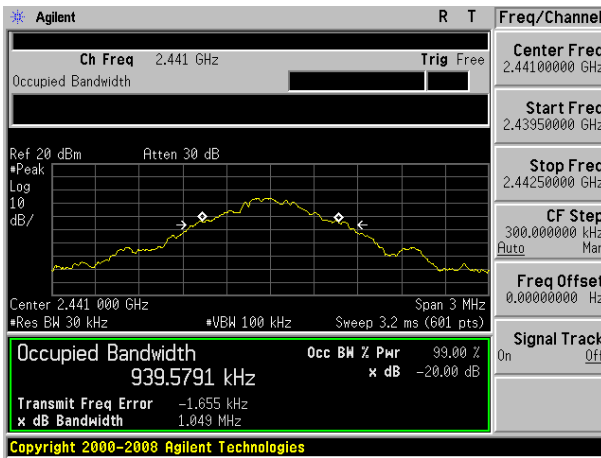 Agilent R T
Ch Freq 2.441 GHz Trig Free
Occupied Bandwidth
Ref 20 dBm Atten 30 dB
#Peak
Log
10
dB/
Center 2.441 000 GHz Span 3 MHz
#Res BW 30 kHz #VBW 100 kHz Sweep 3.2 ms (601 pts)
Occupied Bandwidth Occ BW % Pwr 99.00 %
939.5791 kHz x dB -20.00 dB
Transmit Freq Error -1.655 kHz
x dB Bandwidth 1.049 MHz
Copyright 2000-2008 Agilent Technologies
Freq/Channel
Center Freq
2.44100000 GHz
Start Freq
2.43950000 GHz
Stop Freq
2.44250000 GHz
CF Step
300.000000 kHz
Auto Man
Freq Offset
0.00000000 Hz
Signal Track
On Off